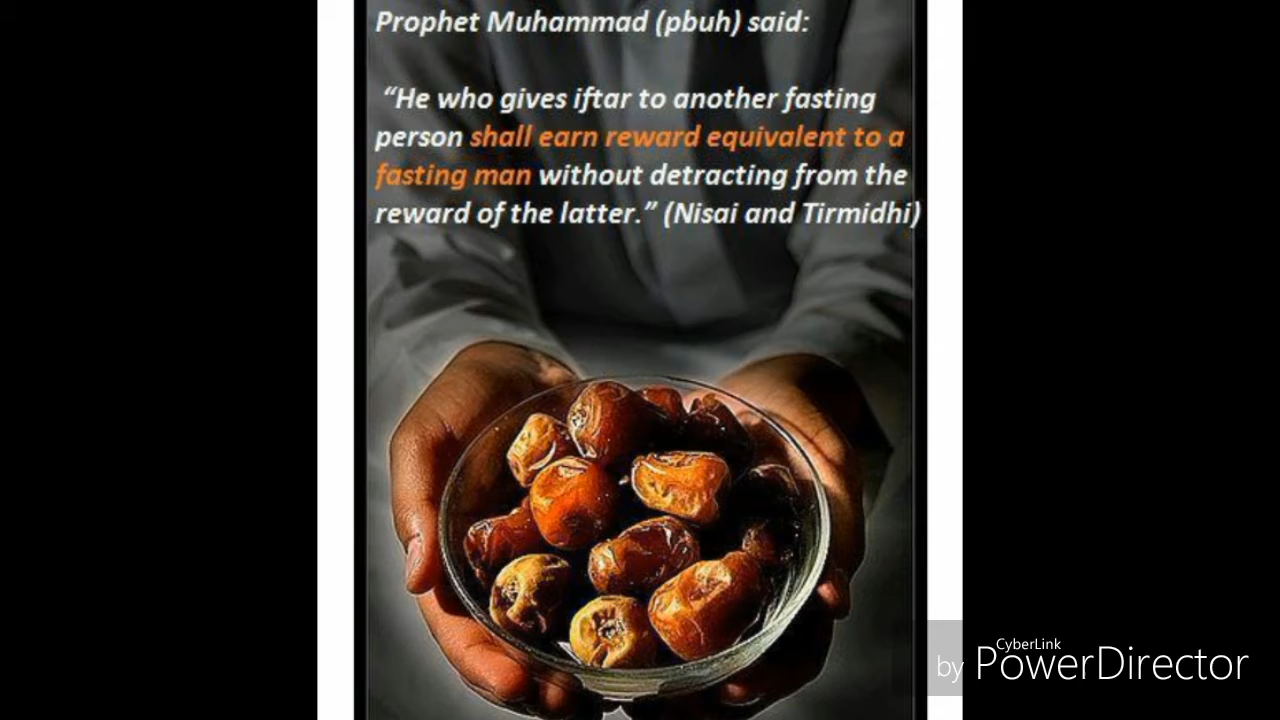 Prophet Muhammad (pbuh) said:
“He who gives iftar to another fasting
person shall earn reward equivalent to a
fasting man without detracting from the
reward of the latter.” (Nisai and Tirmidhi)
CyberLink
by PowerDirector